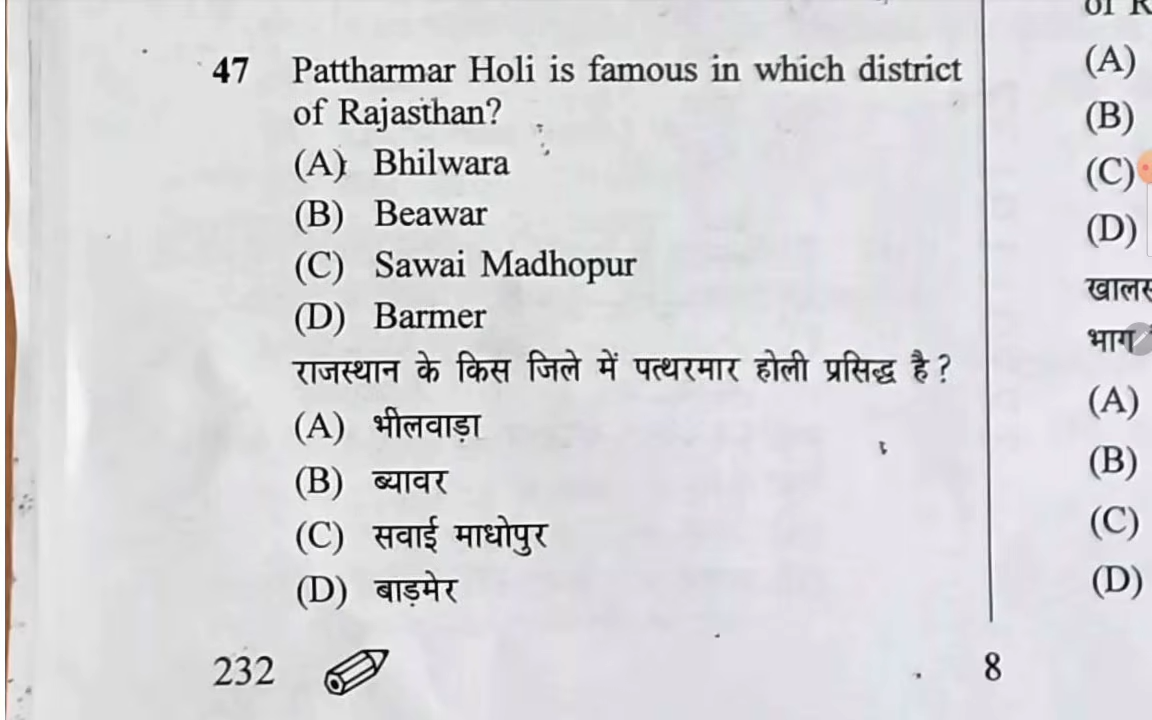 47 Pattharmar Holi is famous in which district
of Rajasthan?
(A) Bhilwara
(B) Beawar
(C) Sawai Madhopur
(D) Barmer
राजस्थान के किस जिले में पत्थरमार होली प्रसिद्ध है?
(A) भीलवाड़ा
(B) ब्यावर
(C) सवाई माधोपुर
(D) बाड़मेर
232
8
(A)
(B)
(C)
(D)
भाग
(A)
(B)
(C)
(D)